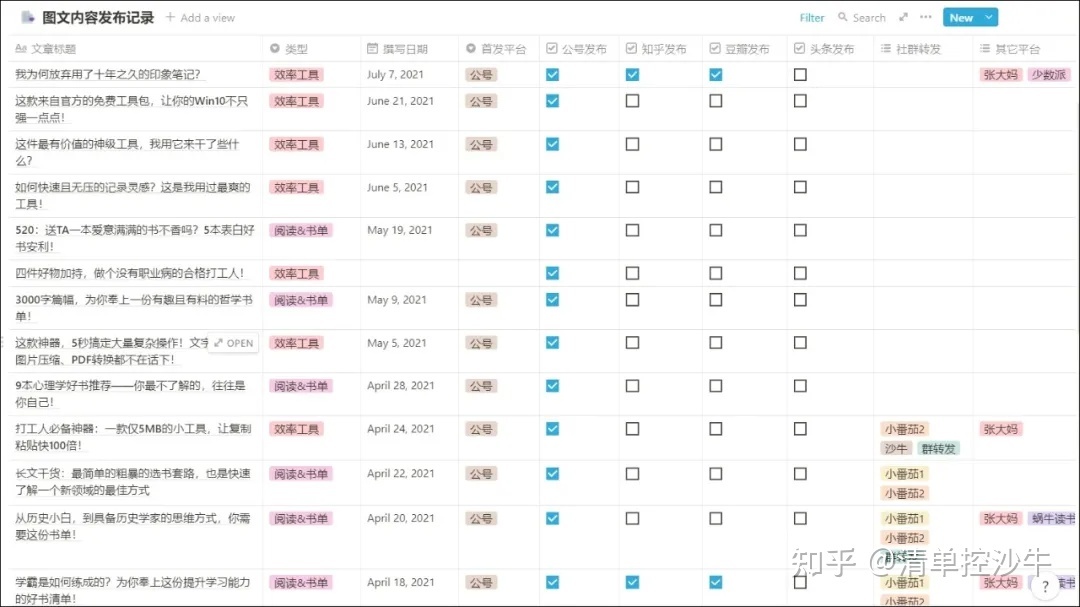 图文内容发布记录 + Add a view Filter Search New
Aa 文章标题 类型 撰写日期 首发平台 公号发布 知乎发布 豆瓣发布 头条发布 社群转发 其它平台
我为何放弃用了十年之久的印象笔记? 效率工具 July 7, 2021 公号 张大妈 少数派
这款来自官方的免费工具包,让你的Win10不只 效率工具 June 21, 2021 公号
强一点点!
这件最有价值的神级工具,我用它来干了些什 效率工具 June 13, 2021 公号
么?
如何快速且无压的记录灵感?这是我用过最爽的 效率工具 June 5, 2021 公号
工具!
520:送TA一本爱意满满的书不香吗?5本表白好 阅读&书单 May 19, 2021 公号
书安利!
四件好物加持,做个没有职业病的合格打工人! 效率工具
3000字篇幅,为你奉上一份有趣且有料的哲学书 阅读&书单 May 9, 2021 公号
单!
这款神器,5秒搞定大量复杂操作!文字 OPEN 效率工具 May 5, 2021 公号
图片压缩、PDF转换都不在话下!
9本心理学好书推荐——你最不了解的,往往是 阅读&书单 April 28, 2021 公号
你自己!
打工人必备神器:一款仅5MB的小工具,让复制 效率工具 April 24, 2021 公号 小番茄2 张大妈
粘贴快100倍! 沙牛 群转发
长文干货:最简单的粗暴的选书套路,也是快速 阅读&书单 April 22, 2021 公号 小番茄1
了解一个新领域的最佳方式 小番茄2
从历史小白,到具备历史学家的思维方式,你需 阅读&书单 April 20, 2021 公号 小番茄1 张大妈 蜗牛读书
要这份书单! 小番茄2
知乎 @清单控沙牛
学霸是如何练成的?为你奉上这份提升学习能力 阅读&书单 April 18, 2021 公号 小番茄1 张大妈 读书
的好书清单! 小番茄2 ?